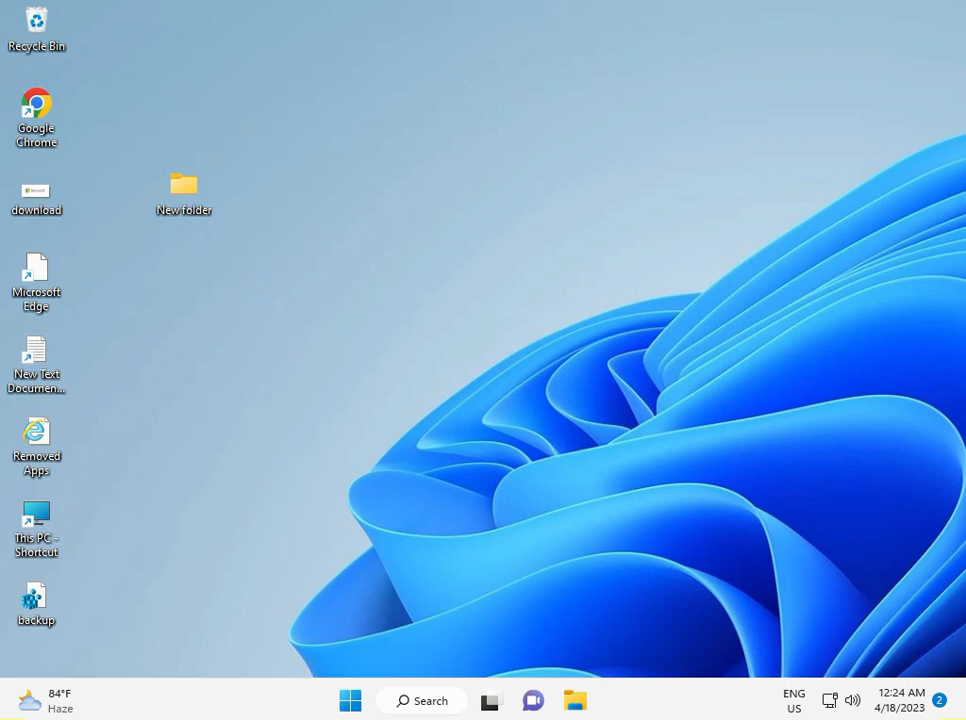 Recycle Bin
Google
Chrome
download
New folder
Microsoft
Edge
New Text
Documen...
Removed
Apps
This PC -
Shortcut
backup
84°F
Haze
Search
ENG
US
12:24 AM
4/18/2023
2